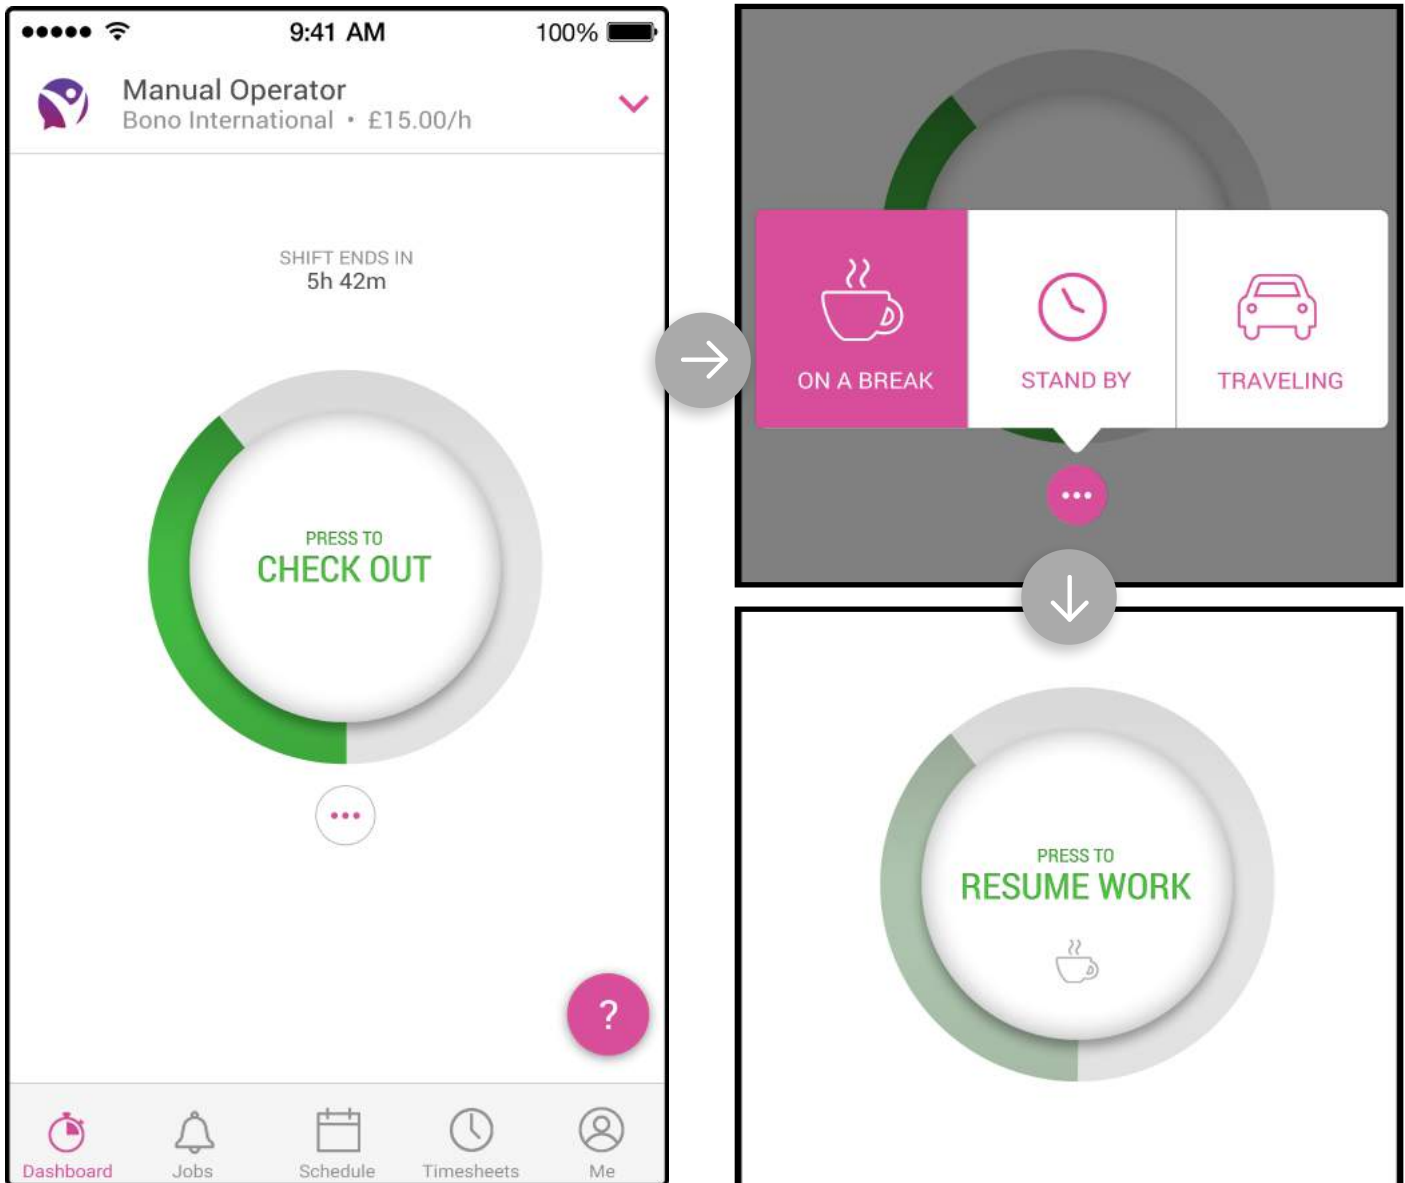 9:41 AM
100%
Manual Operator
Bono International • £15.00/h
SHIFT ENDS IN
5h 42m
PRESS TO
CHECK OUT
?
Dashboard
Jobs
Schedule
Timesheets
Me
ON A BREAK
STAND BY
TRAVELING
PRESS TO
RESUME WORK